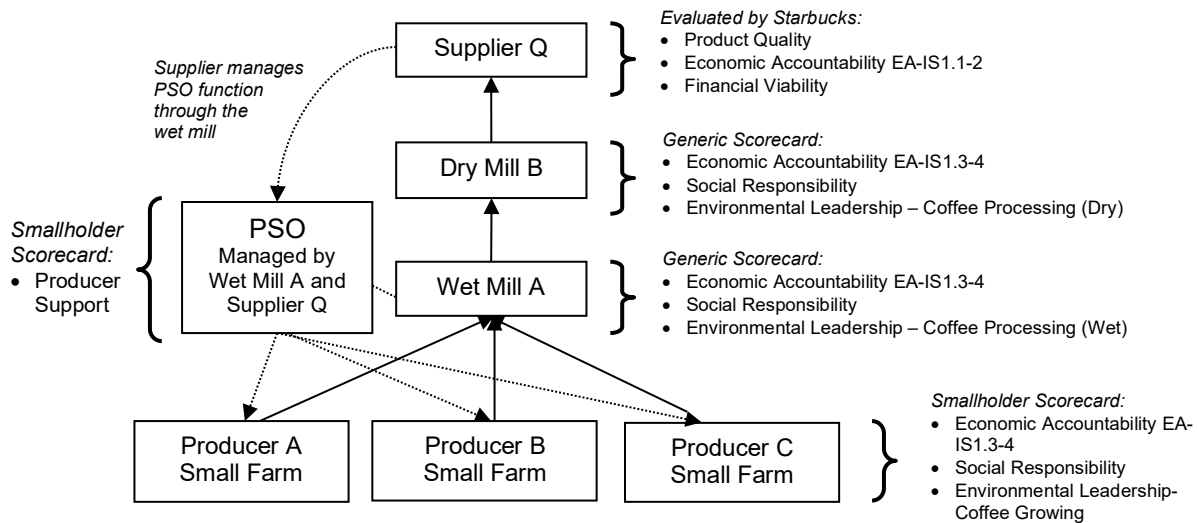 Supplier Q
Evaluated by Starbucks:
• Product Quality
• Economic Accountability EA-IS1.1-2
• Financial Viability
Supplier manages
PSO function
through the
wet mill
Dry Mill B
Generic Scorecard:
• Economic Accountability EA-IS1.3-4
• Social Responsibility
• Environmental Leadership – Coffee Processing (Dry)
Smallholder
Scorecard:
• Producer
Support
PSO
Managed by
Wet Mill A and
Supplier Q
Wet Mill A
Generic Scorecard:
• Economic Accountability EA-IS1.3-4
• Social Responsibility
• Environmental Leadership – Coffee Processing (Wet)
Producer A
Small Farm
Producer B
Small Farm
Producer C
Small Farm
Smallholder Scorecard:
• Economic Accountability EA-
IS1.3-4
• Social Responsibility
• Environmental Leadership-
Coffee Growing